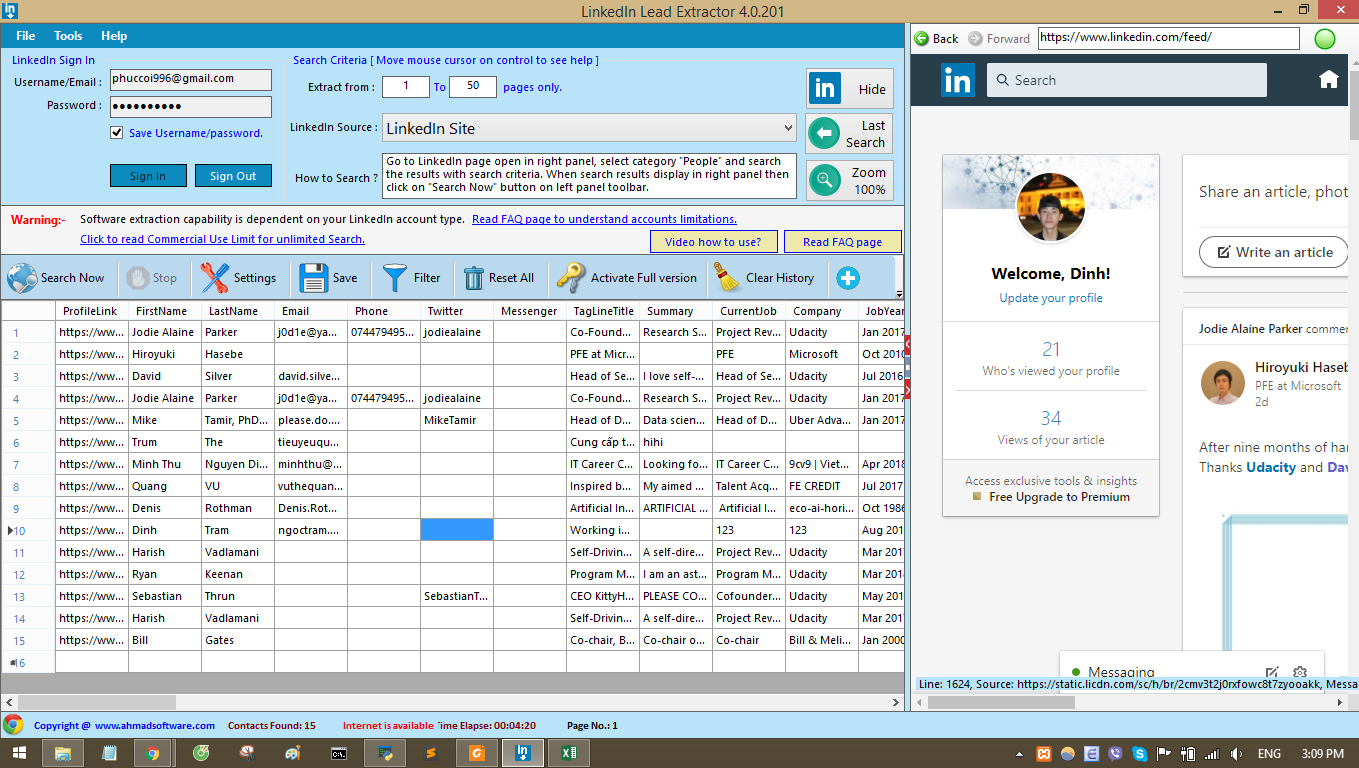 LinkedIn Lead Extractor 4.0.201
File Tools Help
LinkedIn Sign In
Username/Email : phuccoi996@gmail.com
Password : ●●●●●●●●●●
Save Username/password.
Sign In Sign Out
Search Criteria [ Move mouse cursor on control to see help ]
Extract from : 1 To 50 pages only.
LinkedIn Source : LinkedIn Site
How to Search ? Go to LinkedIn page open in right panel, select category "People" and search
the results with search criteria. When search results display in right panel then
click on "Search Now" button on left panel toolbar.
in Hide
Last
Search
Zoom
100%
Warning:- Software extraction capability is dependent on your LinkedIn account type. Read FAQ page to understand accounts limitations.
Click to read Commercial Use Limit for unlimited Search.
Video how to use? Read FAQ page
Search Now Stop Settings Save Filter Reset All Activate Full version Clear History
ProfileLink FirstName LastName Email Phone Twitter Messenger TagLineTitle Summary CurrentJob Company JobYear
1 https://ww... Jodie Alaine Parker j0d1e@ya... 074479495... jodiealaine Co-Found... Research S... Project Rev... Udacity Jan 2017
2 https://ww... Hiroyuki Hasebe PFE at Micr... PFE Microsoft Oct 2010
3 https://ww... David Silver david.silve... Head of Se... I love self-... Head of Se... Udacity Jul 2016
4 https://ww... Jodie Alaine Parker j0d1e@ya... 074479495... jodiealaine Co-Found... Research S... Project Rev... Udacity Jan 2017
5 https://ww... Mike Tamir, PhD... please.do... MikeTamir Head of D... Data scien... Head of D... Uber Adva... Jan 2017
6 https://ww... Trum The tieuyeuqu... Cung cấp t... hihi
7 https://ww... Minh Thu Nguyen Di... minhthu@... IT Career C... Looking fo... IT Career C... 9cv9 | Viet... Apr 2018
8 https://ww... Quang VU vuthequan... Inspired b... My aimed ... Talent Acq... FE CREDIT Jul 2017
9 https://ww... Denis Rothman Denis.Rot... Artificial In... ARTIFICIAL ... Artificial I... eco-ai-hori... Oct 1986
10 https://ww... Dinh Tram ngoctram.... Working i... 123 123 Aug 201
11 https://ww... Harish Vadlamani Self-Drivin... A self-dire... Project Rev... Udacity Mar 201
12 https://ww... Ryan Keenan Program M... I am an ast... Program M... Udacity Mar 201
13 https://ww... Sebastian Thrun SebastianT... CEO KittyH... PLEASE CO... Cofounder... Udacity May 201
14 https://ww... Harish Vadlamani Self-Drivin... A self-dire... Project Rev... Udacity Mar 201
15 https://ww... Bill Gates Co-chair, B... Co-chair o... Co-chair Bill & Meli... Jan 2000
16
Copyright @ www.ahmadsoftware.com Contacts Found: 15 Internet is available Time Elapse: 00:04:20 Page No.: 1
Back Forward https://www.linkedin.com/feed/
in Search
Welcome, Dinh!
Update your profile
21
Who's viewed your profile
34
Views of your article
Access exclusive tools & insights
Free Upgrade to Premium
Share an article, phot
Write an article
Jodie Alaine Parker commen
Hiroyuki Haseb
PFE at Microsoft
2d
After nine months of har
Thanks Udacity and Dav
Messaging
Line: 1624, Source: https://static.licdn.com/sc/h/br/2cmv3t2j0rxfowc8t7zyooakk, Messa
ENG 3:09 PM